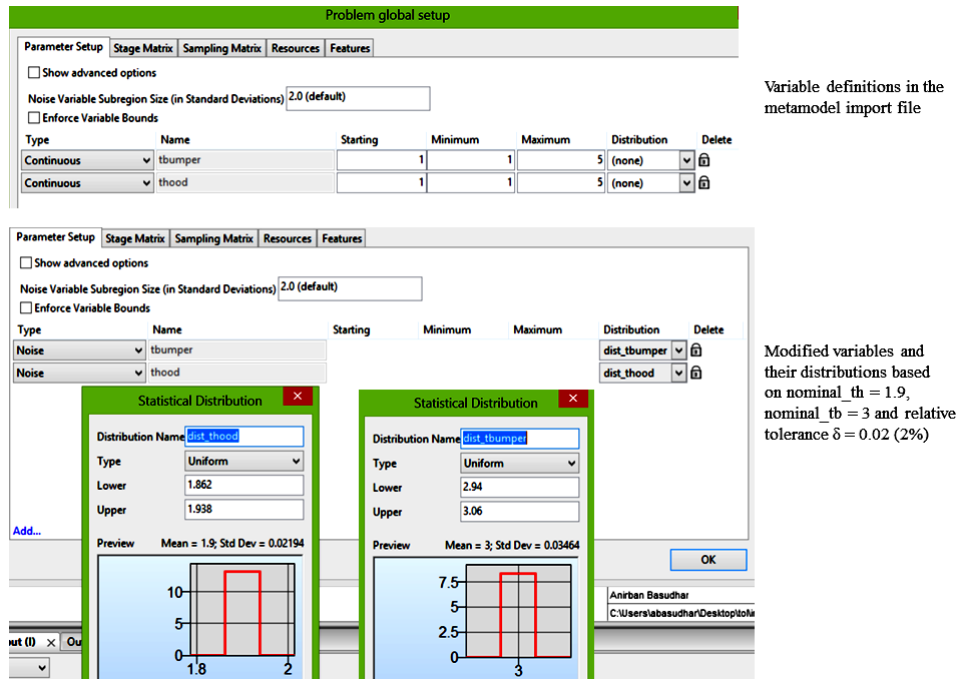 Problem global setup
Parameter Setup Stage Matrix Sampling Matrix Resources Features
Show advanced options
Noise Variable Subregion Size (in Standard Deviations) 2.0 (default)
Enforce Variable Bounds
Type Name Starting Minimum Maximum Distribution Delete
Continuous tbumper 1 1 5 (none)
Continuous thood 1 1 5 (none)
Variable definitions in the
metamodel import file
Parameter Setup Stage Matrix Sampling Matrix Resources Features
Show advanced options
Noise Variable Subregion Size (in Standard Deviations) 2.0 (default)
Enforce Variable Bounds
Type Name Starting Minimum Maximum Distribution Delete
Noise tbumper dist_tbumper
Noise thood dist_thood
Modified variables and
their distributions based
on nominal_th = 1.9,
nominal_tb = 3 and relative
tolerance δ = 0.02 (2%)
Statistical Distribution
Distribution Name dist_thood
Type Uniform
Lower 1.862
Upper 1.938
Preview Mean = 1.9; Std Dev = 0.02194
10
5
0
1.8 2
Statistical Distribution
Distribution Name dist_tbumper
Type Uniform
Lower 2.94
Upper 3.06
Preview Mean = 3; Std Dev = 0.03464
7.5
5
2.5
0
3
Add...
OK
Anirban Basudhar
C:\Users\abasudhar\Desktop\
put (I) Ou